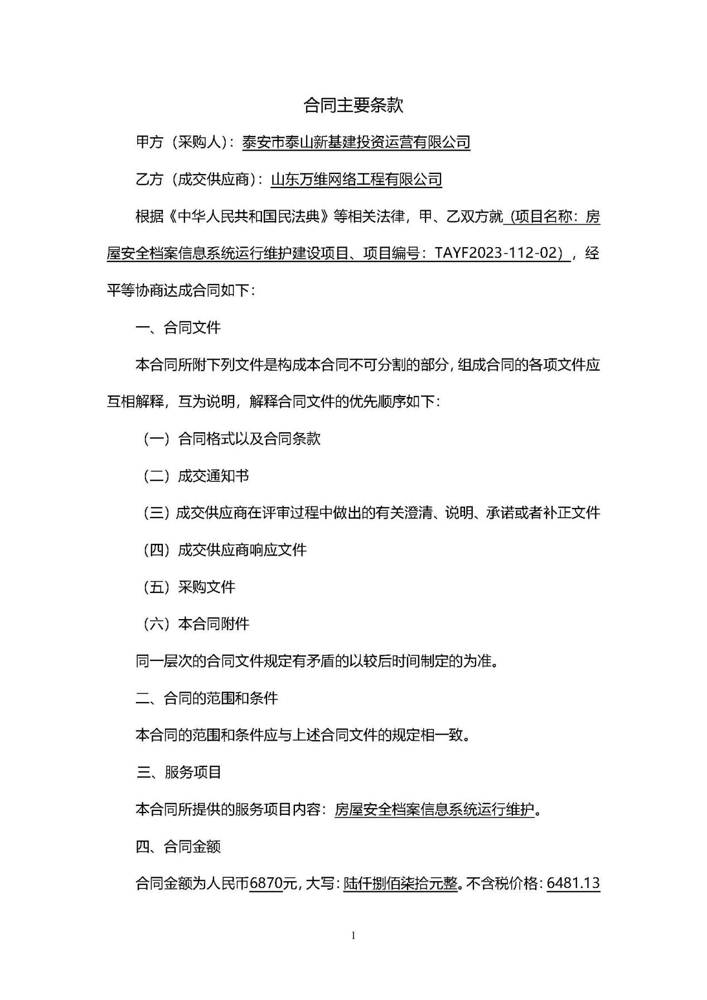 合同主要条款
甲方（采购人）：泰安市泰山新基建投资运营有限公司
乙方（成交供应商）：山东万维网络工程有限公司
根据《中华人民共和国民法典》等相关法律，甲、乙双方就（项目名称：房
屋安全档案信息系统运行维护建设项目、项目编号：TAYF2023-112-02），经
平等协商达成合同如下：
一、合同文件
本合同所附下列文件是构成本合同不可分割的部分，组成合同的各项文件应
互相解释，互为说明，解释合同文件的优先顺序如下：
（一）合同格式以及合同条款
（二）成交通知书
（三）成交供应商在评审过程中做出的有关澄清、说明、承诺或者补正文件
（四）成交供应商响应文件
（五）采购文件
（六）本合同附件
同一层次的合同文件规定有矛盾的以较后时间制定的为准。
二、合同的范围和条件
本合同的范围和条件应与上述合同文件的规定相一致。
三、服务项目
本合同所提供的服务项目内容：房屋安全档案信息系统运行维护。
四、合同金额
合同金额为人民币6870元，大写：陆仟捌佰柒拾元整。不含税价格：6481.13
1